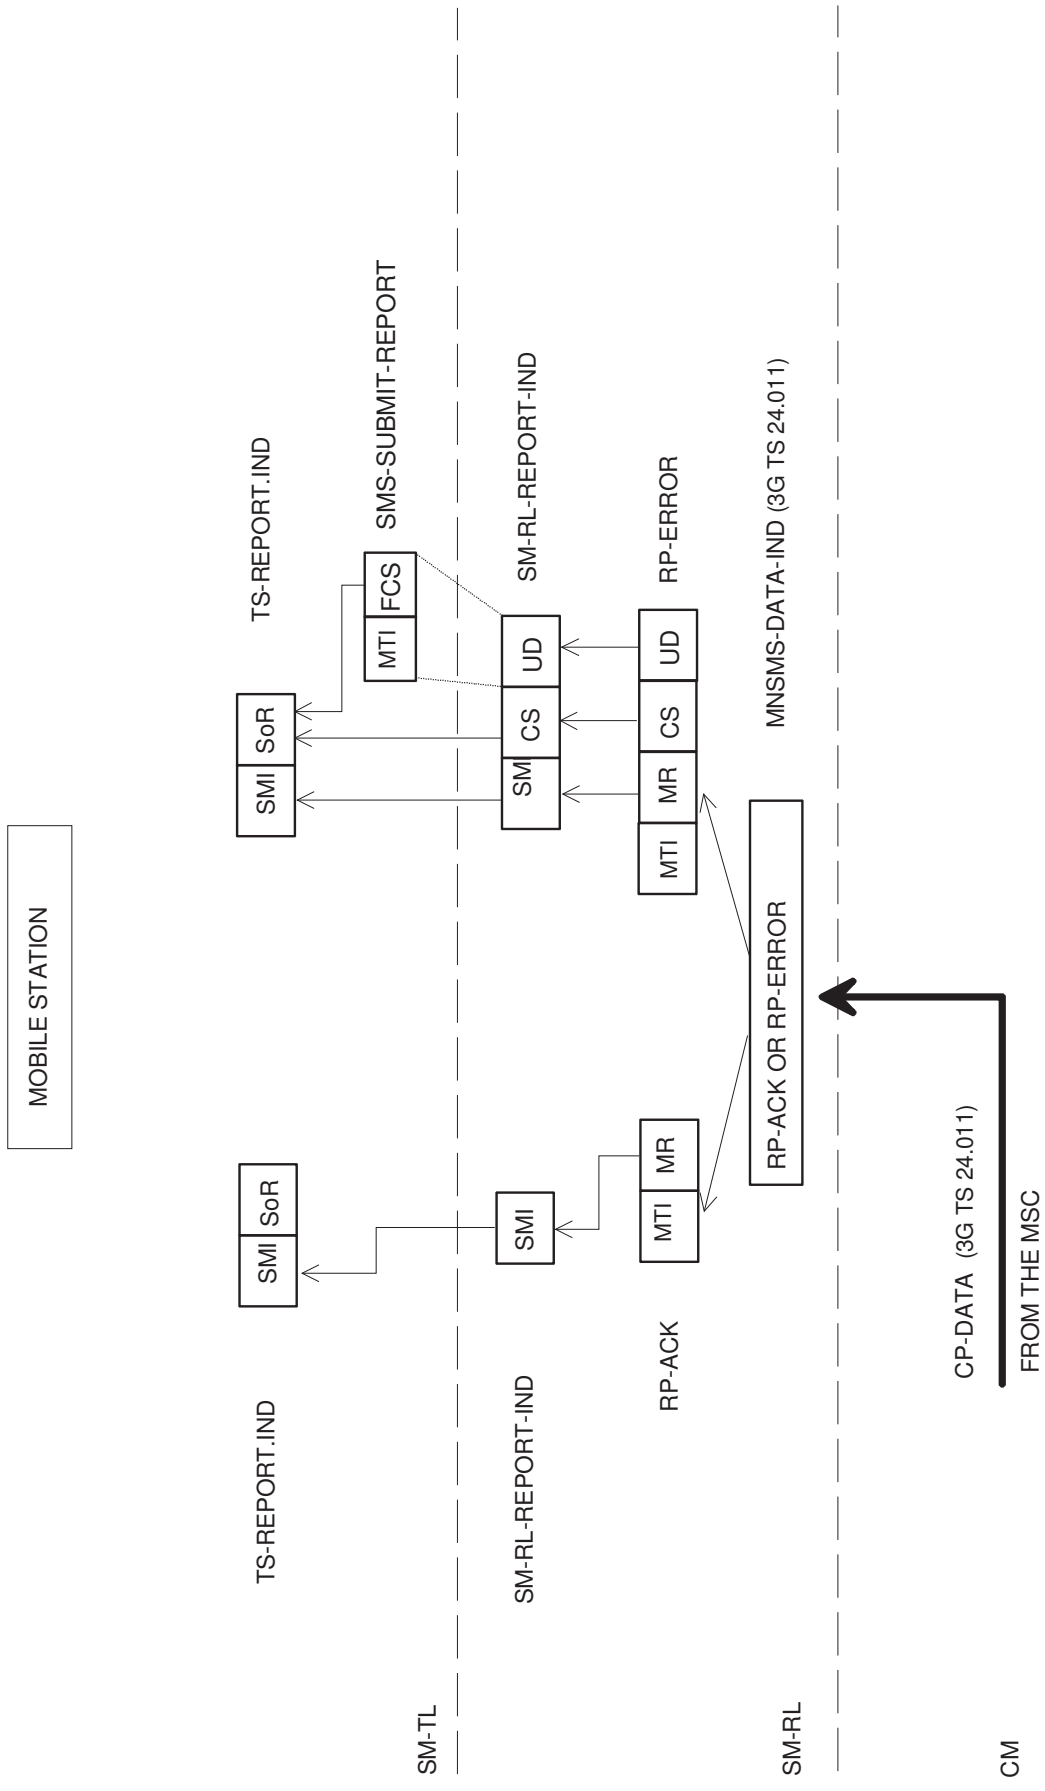 MOBILE STATION
TS-REPORT.IND
SMI SoR
SMI SoR
TS-REPORT.IND
MTI FCS
SMS-SUBMIT-REPORT
SM-TL
SM-RL-REPORT-IND
SMI
SMI CS UD
SM-RL-REPORT-IND
RP-ACK
MTI MR
MTI MR CS UD
RP-ERROR
RP-ACK OR RP-ERROR
MNSMS-DATA-IND (3G TS 24.011)
SM-RL
CP-DATA (3G TS 24.011)
FROM THE MSC
CM